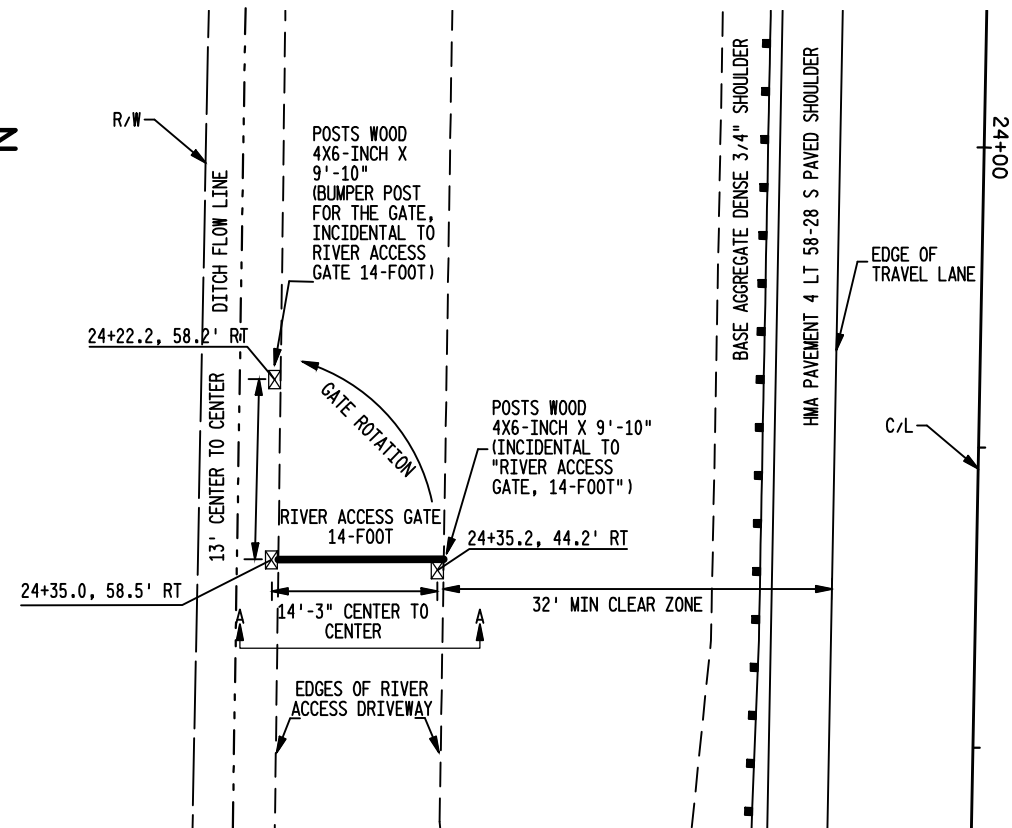 N
R/W
POSTS WOOD
4X6-INCH X
9'-10"
(BUMPER POST
FOR THE GATE,
INCIDENTAL TO
RIVER ACCESS
GATE 14-FOOT)
DITCH FLOW LINE
24+22.2, 58.2' RT
13' CENTER TO CENTER
GATE ROTATION
POSTS WOOD
4X6-INCH X 9'-10"
(INCIDENTAL TO
"RIVER ACCESS
GATE, 14-FOOT")
RIVER ACCESS GATE
14-FOOT
24+35.2, 44.2' RT
24+35.0, 58.5' RT
14'-3" CENTER TO
CENTER
32' MIN CLEAR ZONE
A
A
EDGES OF RIVER
ACCESS DRIVEWAY
BASE AGGREGATE DENSE 3/4" SHOULDER
HMA PAVEMENT 4 LT 58-28 S PAVED SHOULDER
EDGE OF
TRAVEL LANE
C/L
24+00